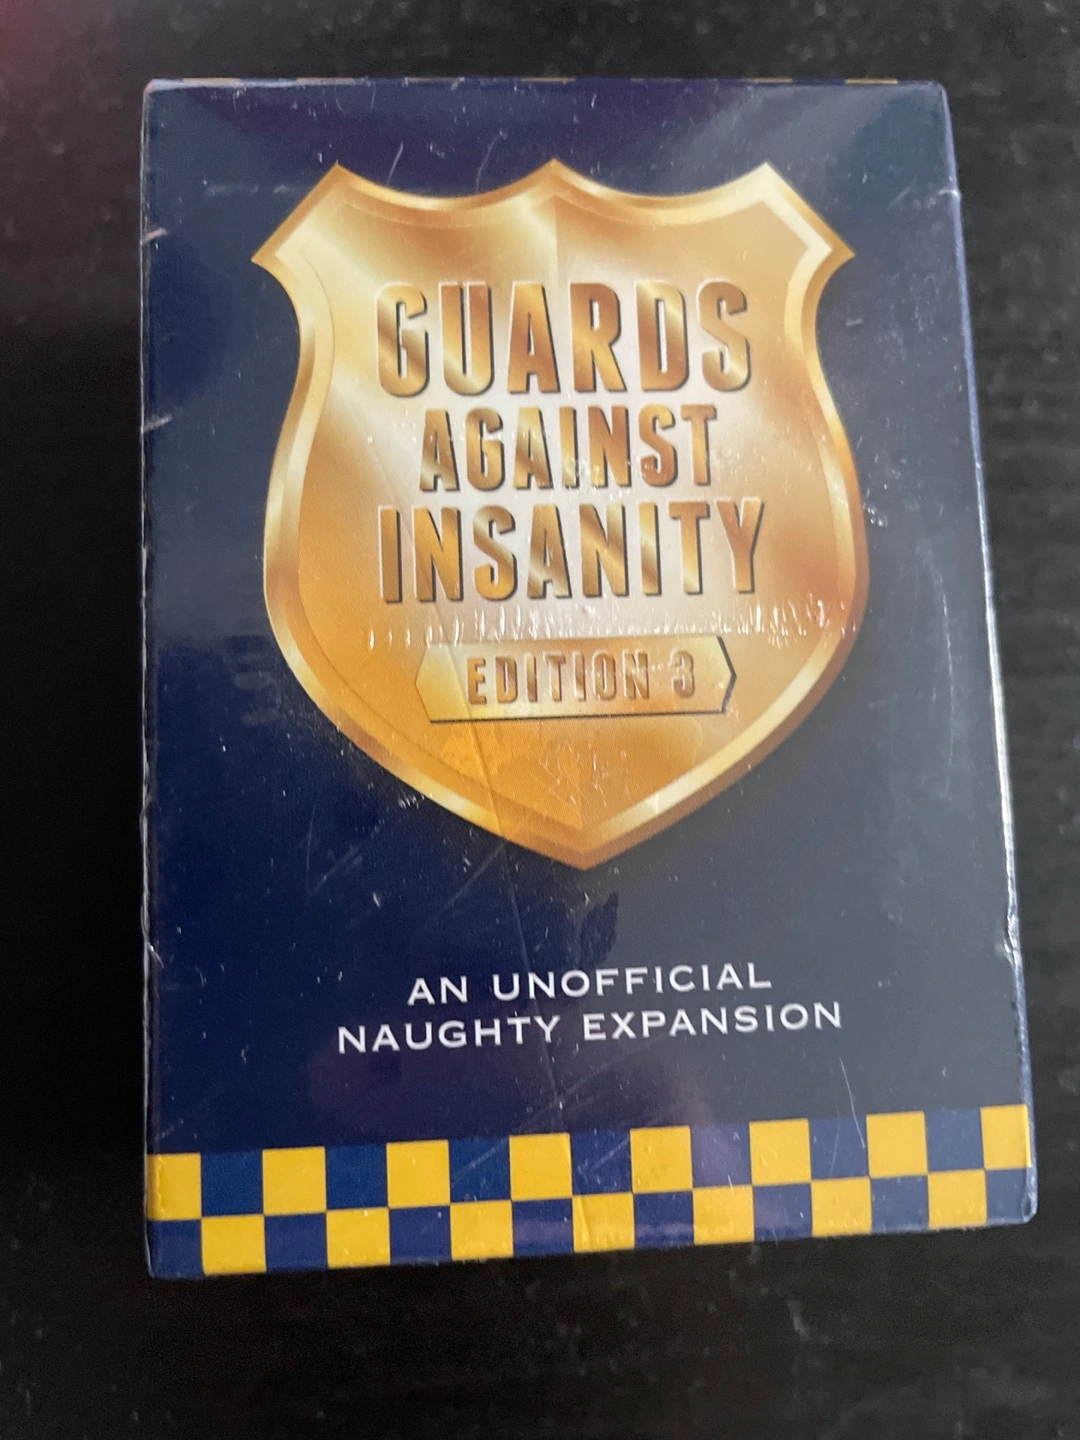 GUARDS
AGAINST
INSANITY
EDITION 3
AN UNOFFICIAL
NAUGHTY EXPANSION